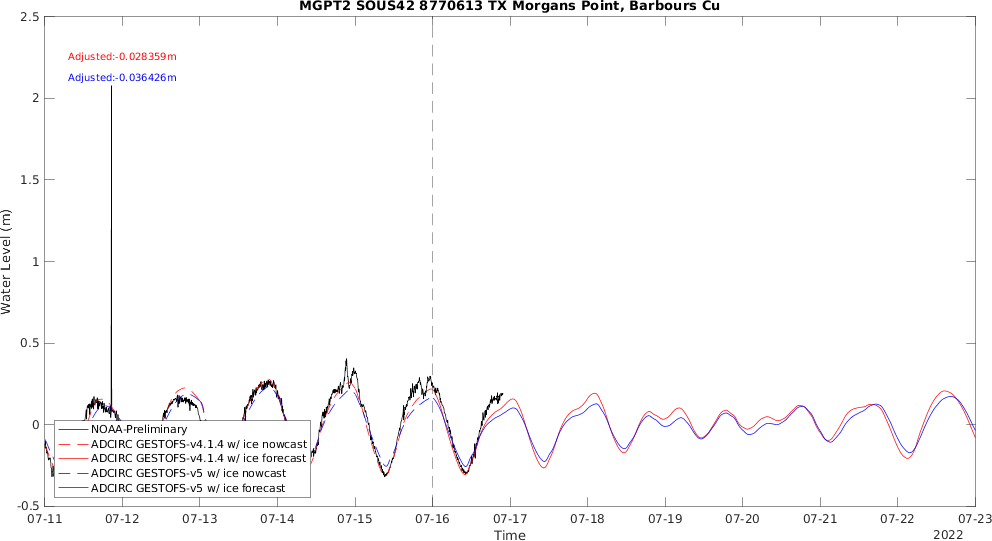 MGPT2 SOUS42 8770613 TX Morgans Point, Barbours Cu
2.5
Adjusted:-0.028359m
Adjusted:-0.036426m
2
1.5
1
0.5
0
-0.5
Water Level (m)
NOAA-Preliminary
ADCIRC GESTOFS-v4.1.4 w/ ice nowcast
ADCIRC GESTOFS-v4.1.4 w/ ice forecast
ADCIRC GESTOFS-v5 w/ ice nowcast
ADCIRC GESTOFS-v5 w/ ice forecast
07-11 07-12 07-13 07-14 07-15 07-16 07-17 07-18 07-19 07-20 07-21 07-22 07-23
Time
2022